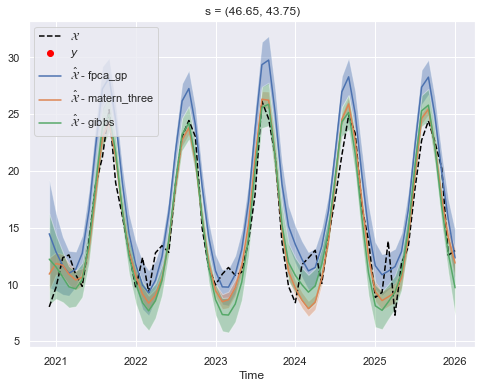 s = (46.65, 43.75)
𝒳
y
𝒳̂ - fpca_gp
𝒳̂ - matern_three
𝒳̂ - gibbs
30
25
20
15
10
5
2021 2022 2023 2024 2025 2026
Time